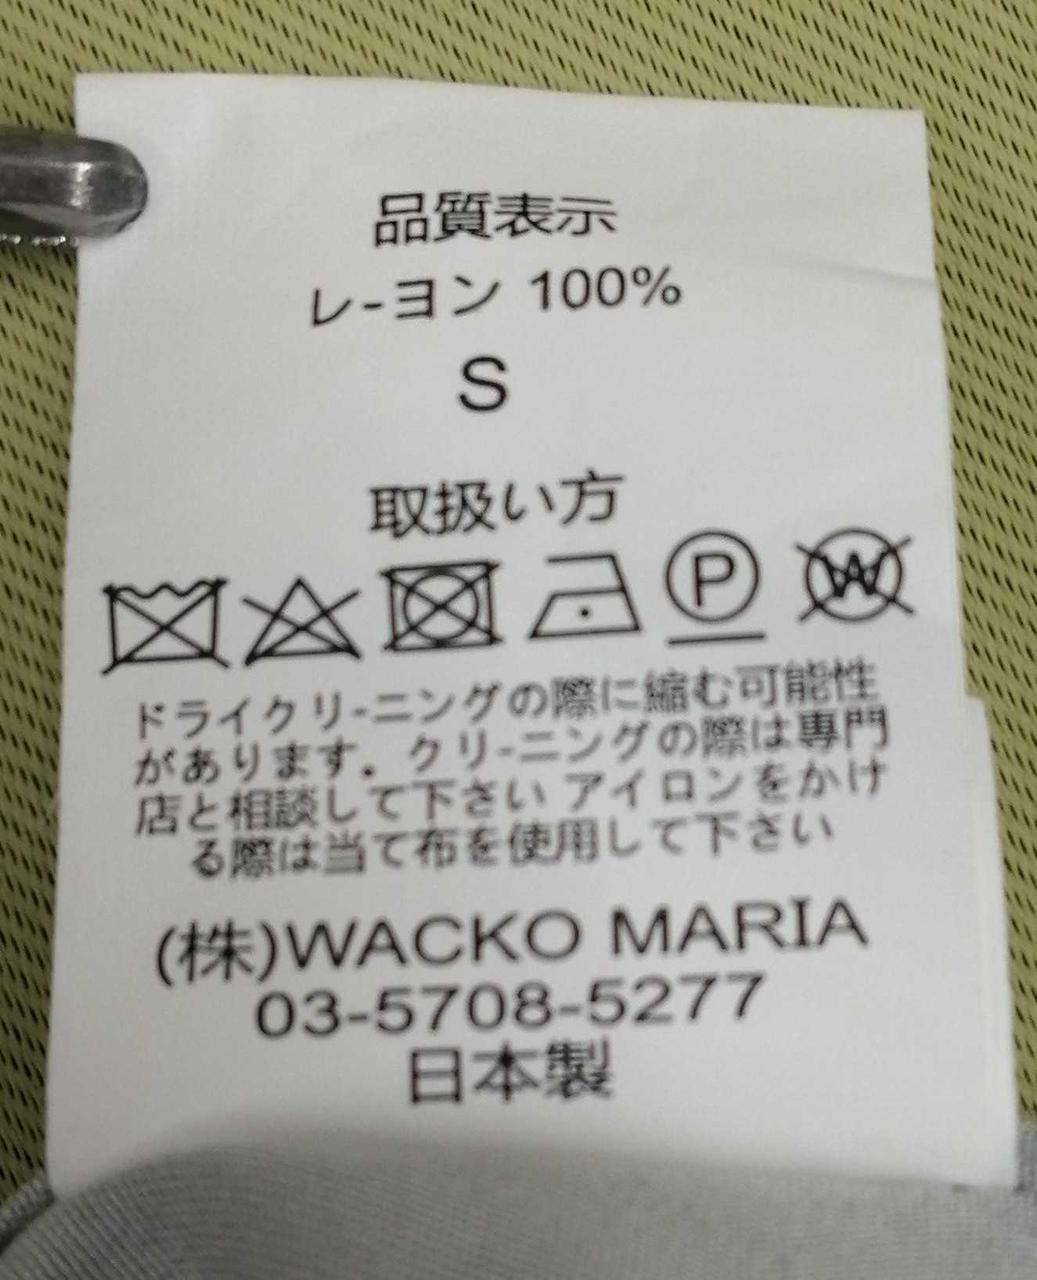 品質表示
レ-ヨン 100%
S
取扱い方
P W
ドライクリ-ニングの際に縮む可能性
があります。クリ-ニングの際は専門
店と相談して下さい アイロンをかけ
る際は当て布を使用して下さい
(株)WACKO MARIA
03-5708-5277
日本製